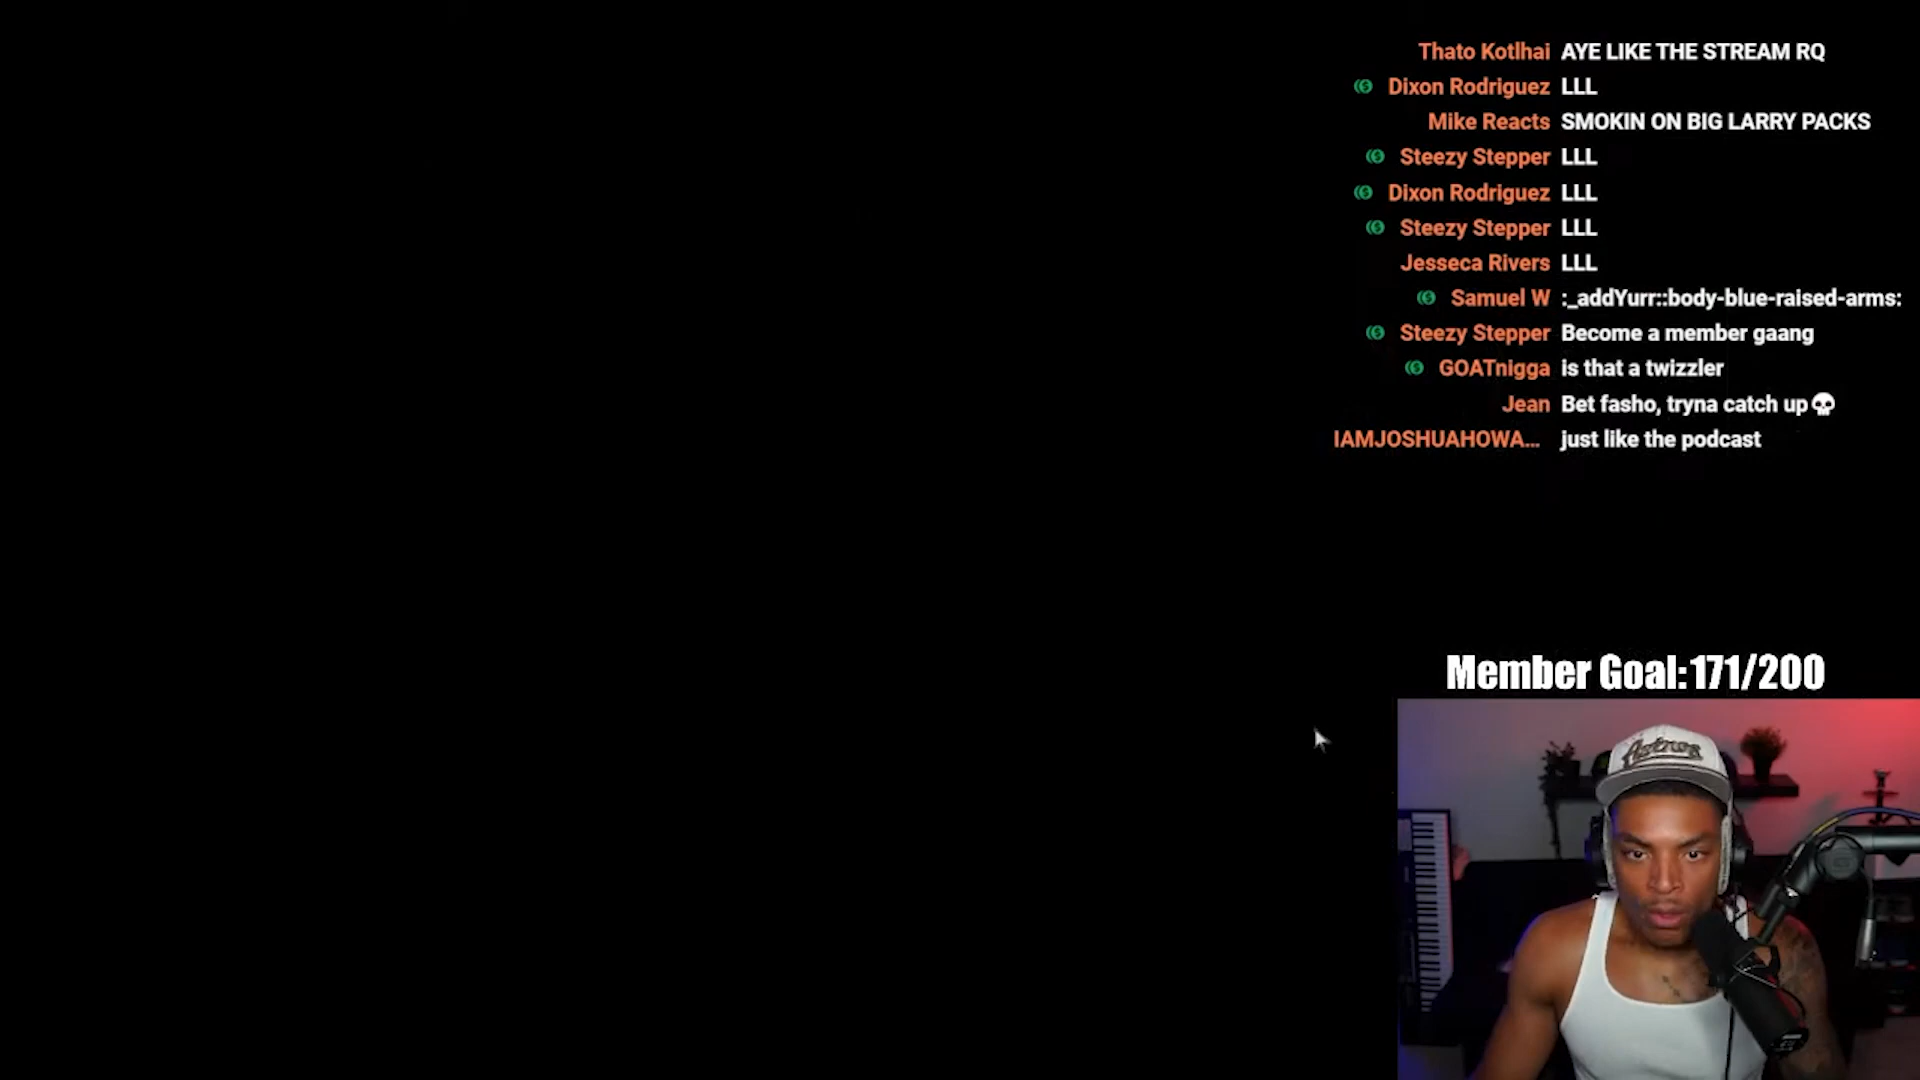 Thato Kotlhai AYE LIKE THE STREAM RQ
Dixon Rodriguez LLL
Mike Reacts SMOKIN ON BIG LARRY PACKS
Steezy Stepper LLL
Dixon Rodriguez LLL
Steezy Stepper LLL
Jesseca Rivers LLL
Samuel W :_addYurr::body-blue-raised-arms:
Steezy Stepper Become a member gaang
GOATnigga is that a twizzler
Jean Bet fasho, tryna catch up💀
IAMJOSHUAHOWA... just like the podcast
Member Goal: 171/200
Astros